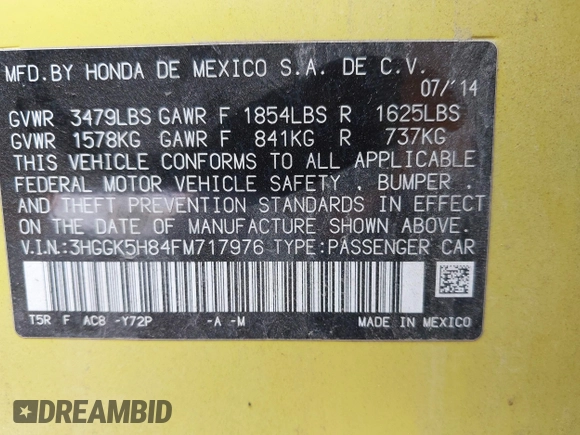 MFD.BY HONDA DE MEXICO S.A. DE C.V.
07/'14
GVWR 3479LBS GAWR F 1854LBS R 1625LBS
GVWR 1578KG GAWR F 841KG R 737KG
THIS VEHICLE CONFORMS TO ALL APPLICABLE
FEDERAL MOTOR VEHICLE SAFETY , BUMPER ,
AND THEFT PREVENTION STANDARDS IN EFFECT
ON THE DATE OF MANUFACTURE SHOWN ABOVE.
V.I.N.:3HGGK5H84FM717976 TYPE:PASSENGER CAR
T5R F AC8 -Y72P -A -M MADE IN MEXICO
DREAMBID